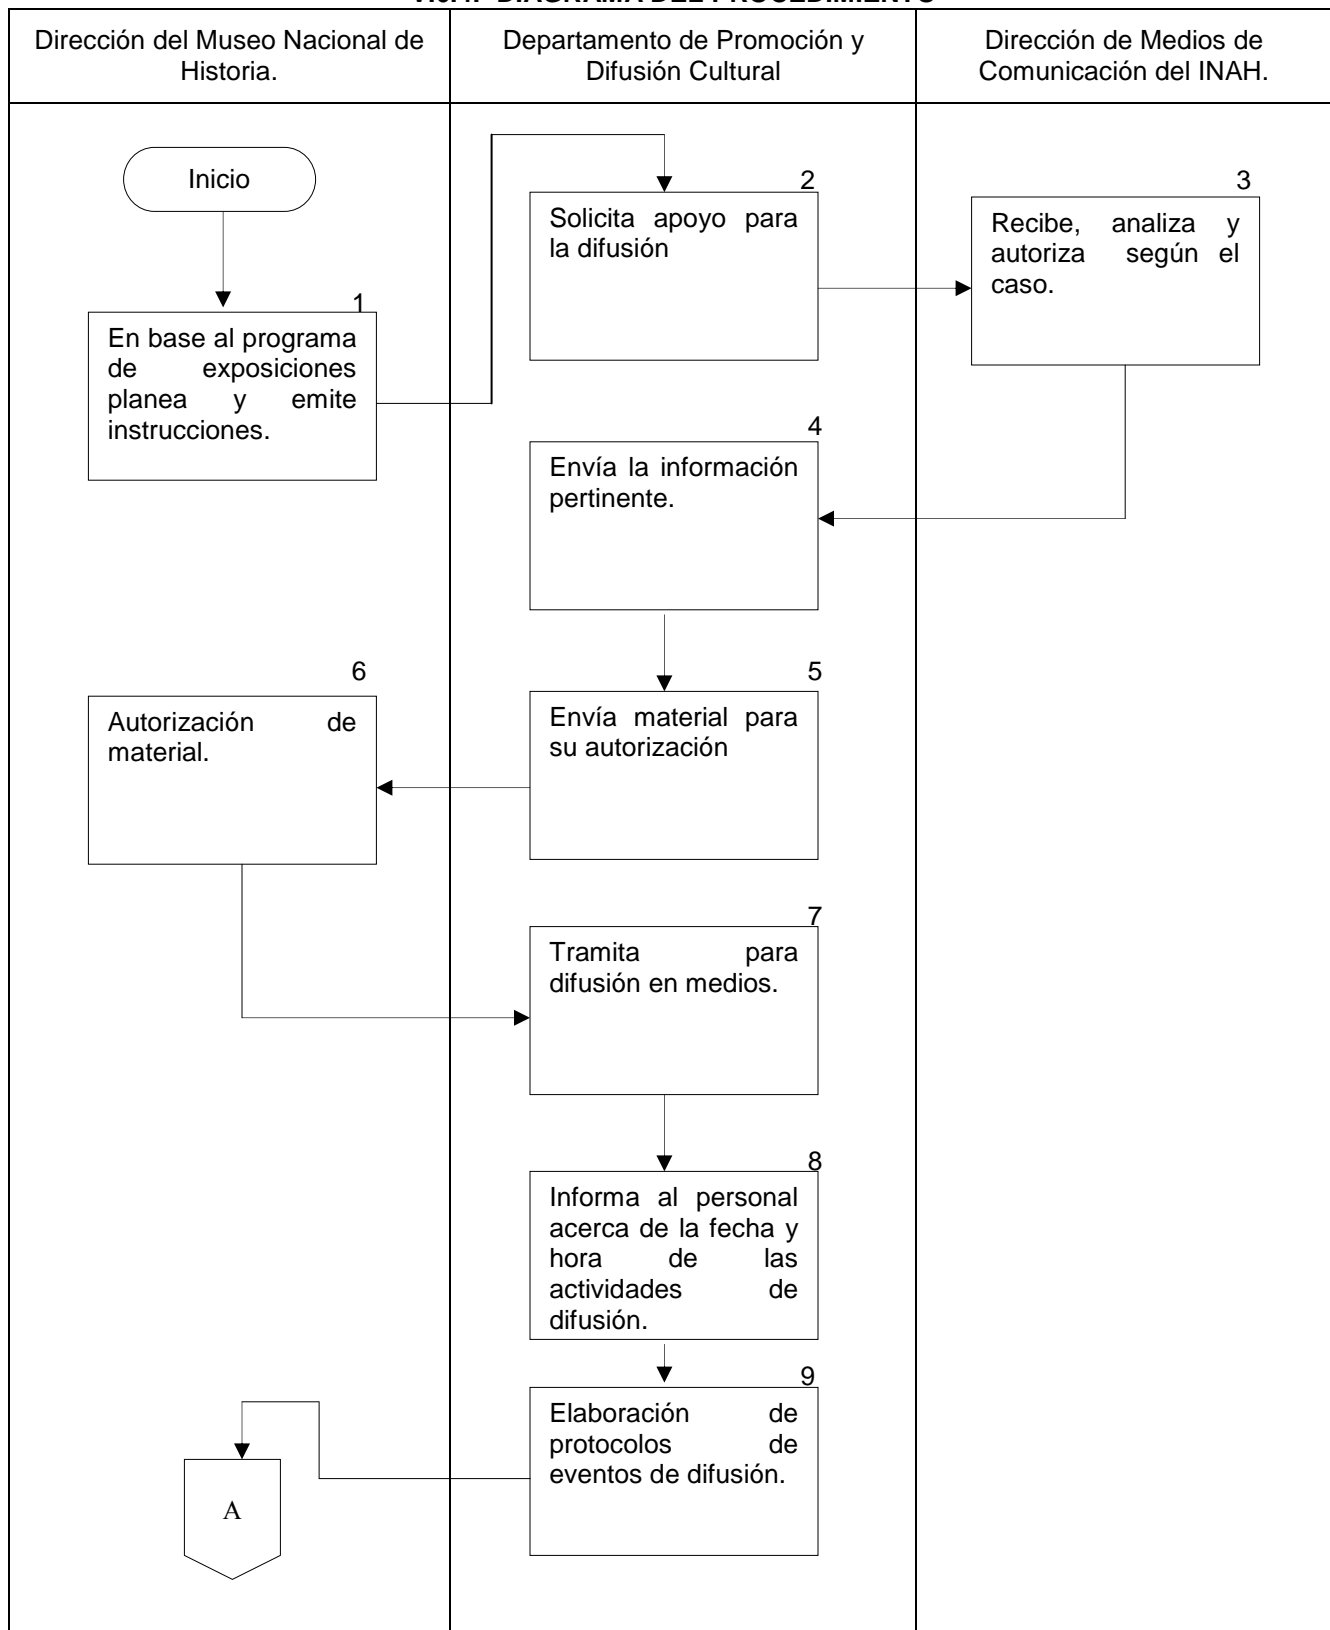 DIAGRAMA DEL PROCEDIMIENTO
Dirección del Museo Nacional de
Historia.
Departamento de Promoción y
Difusión Cultural
Dirección de Medios de
Comunicación del INAH.
Inicio
1
En base al programa
de exposiciones
planea y emite
instrucciones.
2
Solicita apoyo para
la difusión
3
Recibe, analiza y
autoriza según el
caso.
4
Envía la información
pertinente.
5
Envía material para
su autorización
6
Autorización de
material.
7
Tramita para
difusión en medios.
8
Informa al personal
acerca de la fecha y
hora de las
actividades de
difusión.
9
Elaboración de
protocolos de
eventos de difusión.
A